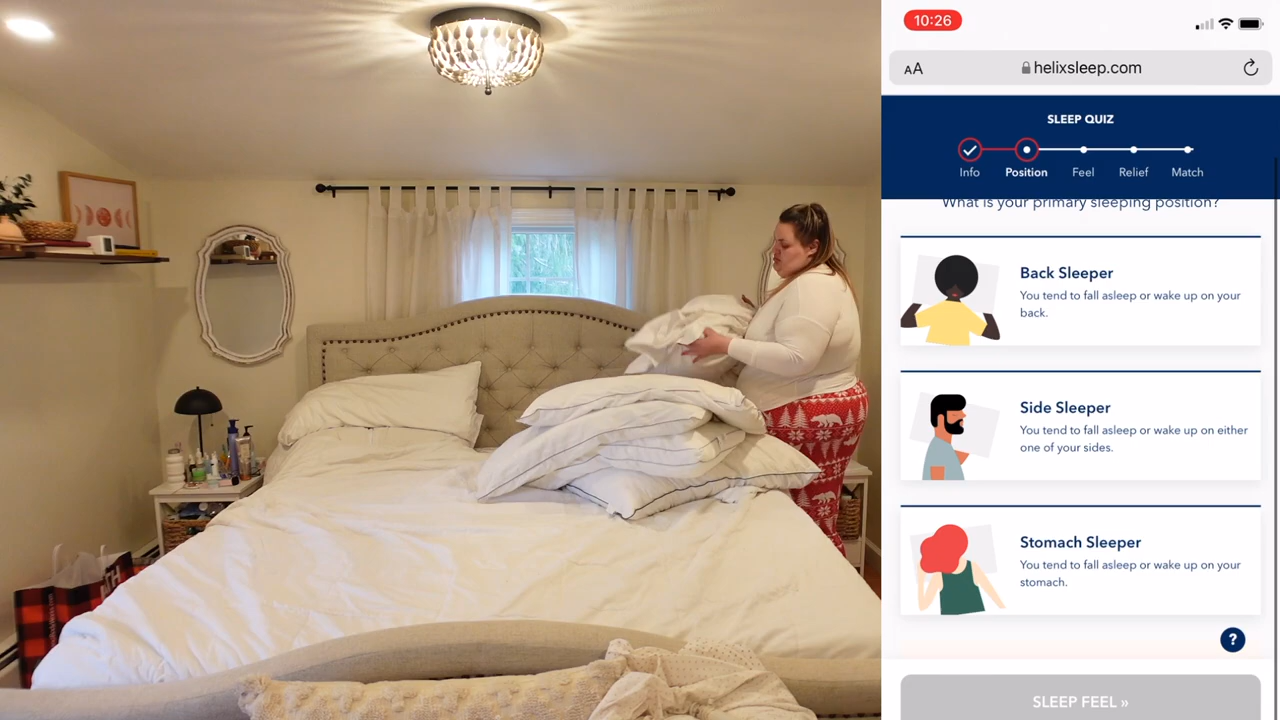 10:26
AA
helixsleep.com
SLEEP QUIZ
Info
Position
Feel
Relief
Match
What is your primary sleeping position?
Back Sleeper
You tend to fall asleep or wake up on your
back.
Side Sleeper
You tend to fall asleep or wake up on either
one of your sides.
Stomach Sleeper
You tend to fall asleep or wake up on your
stomach.
?
SLEEP FEEL »